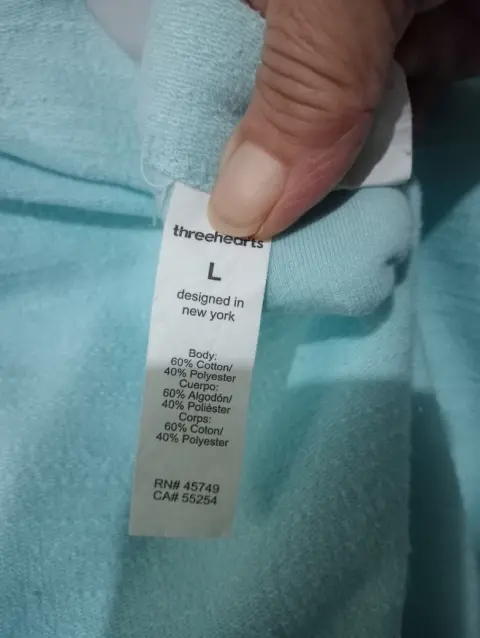 threehearts
L
designed in
new york
Body:
60% Cotton/
40% Polyester
Cuerpo:
60% Algodón/
40% Poliéster
Corps:
60% Coton/
40% Polyester
RN# 45749
CA# 55254